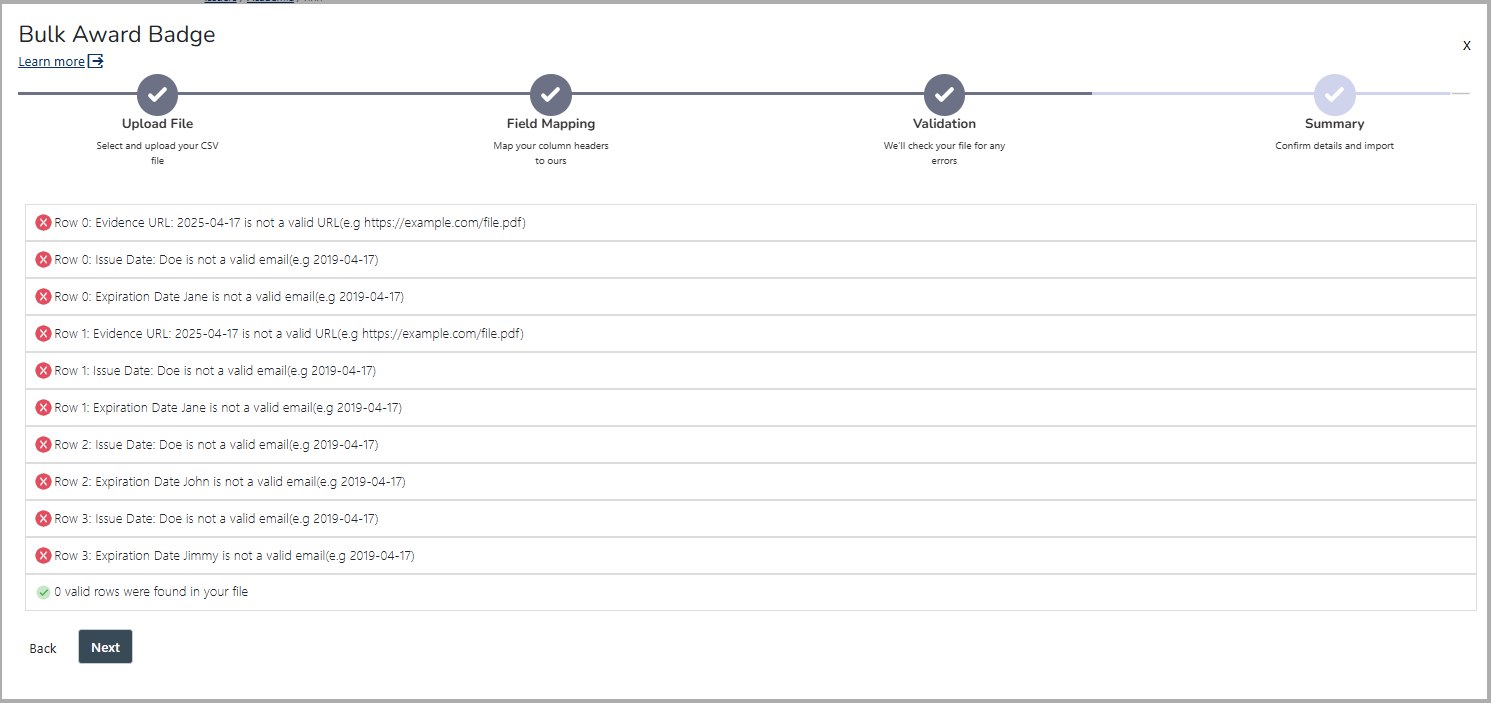 Bulk Award Badge
Learn more
X
Upload File
Select and upload your CSV
file
Field Mapping
Map your column headers
to ours
Validation
We'll check your file for any
errors
Summary
Confirm details and import
Row 0: Evidence URL: 2025-04-17 is not a valid URL(e.g https://example.com/file.pdf)
Row 0: Issue Date: Doe is not a valid email(e.g 2019-04-17)
Row 0: Expiration Date Jane is not a valid email(e.g 2019-04-17)
Row 1: Evidence URL: 2025-04-17 is not a valid URL(e.g https://example.com/file.pdf)
Row 1: Issue Date: Doe is not a valid email(e.g 2019-04-17)
Row 1: Expiration Date Jane is not a valid email(e.g 2019-04-17)
Row 2: Issue Date: Doe is not a valid email(e.g 2019-04-17)
Row 2: Expiration Date John is not a valid email(e.g 2019-04-17)
Row 3: Issue Date: Doe is not a valid email(e.g 2019-04-17)
Row 3: Expiration Date Jimmy is not a valid email(e.g 2019-04-17)
0 valid rows were found in your file
Back
Next